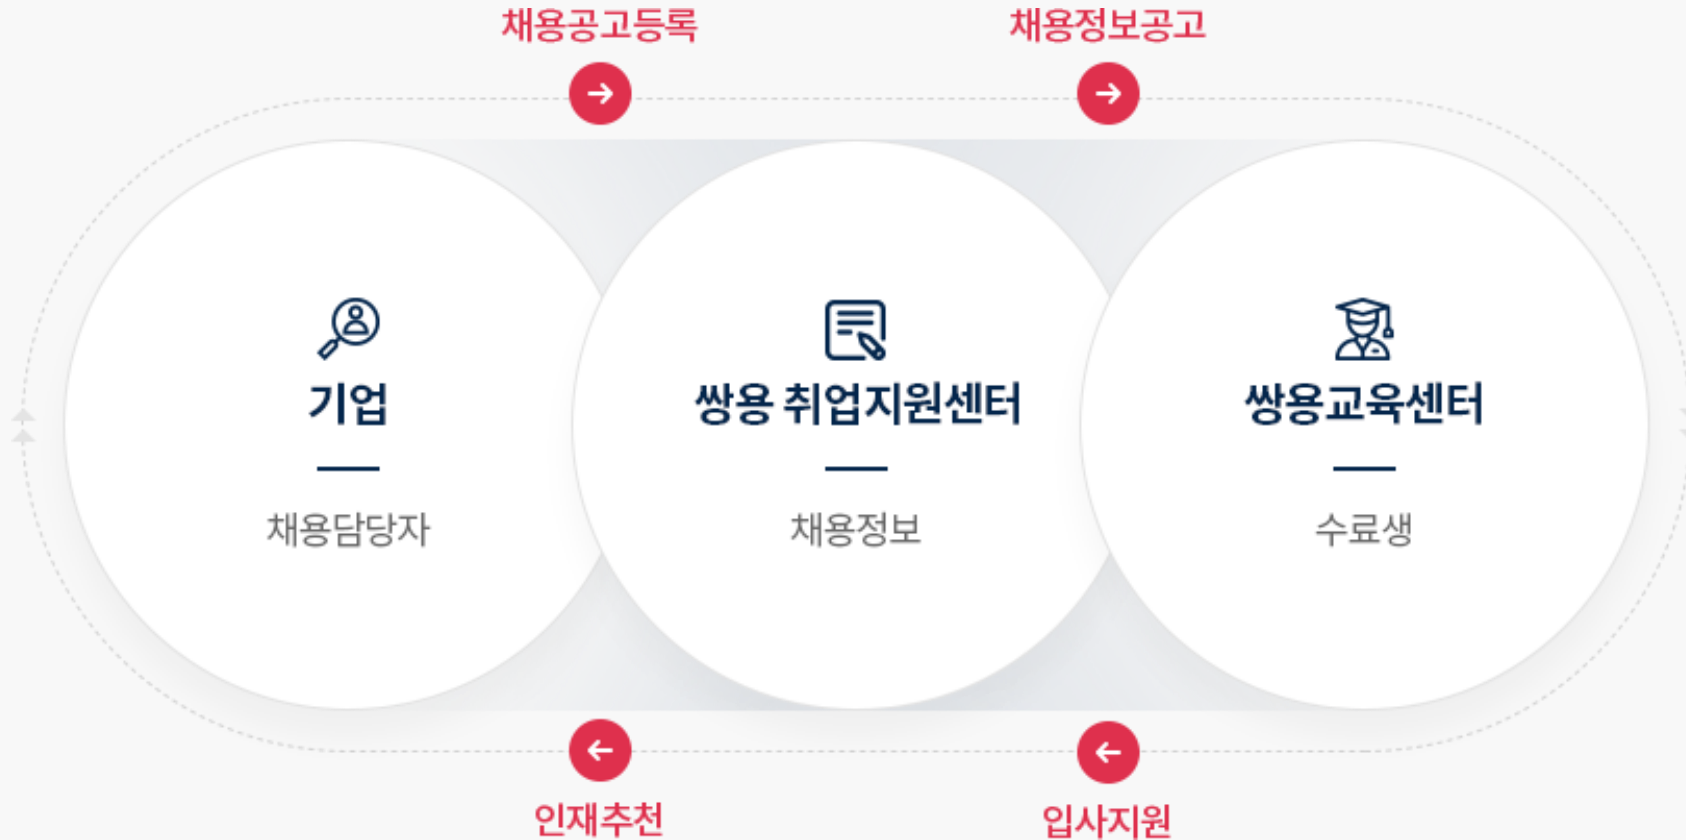 채용공고등록
채용정보공고
기업
채용담당자
쌍용 취업지원센터
채용정보
쌍용교육센터
수료생
인재추천
입사지원